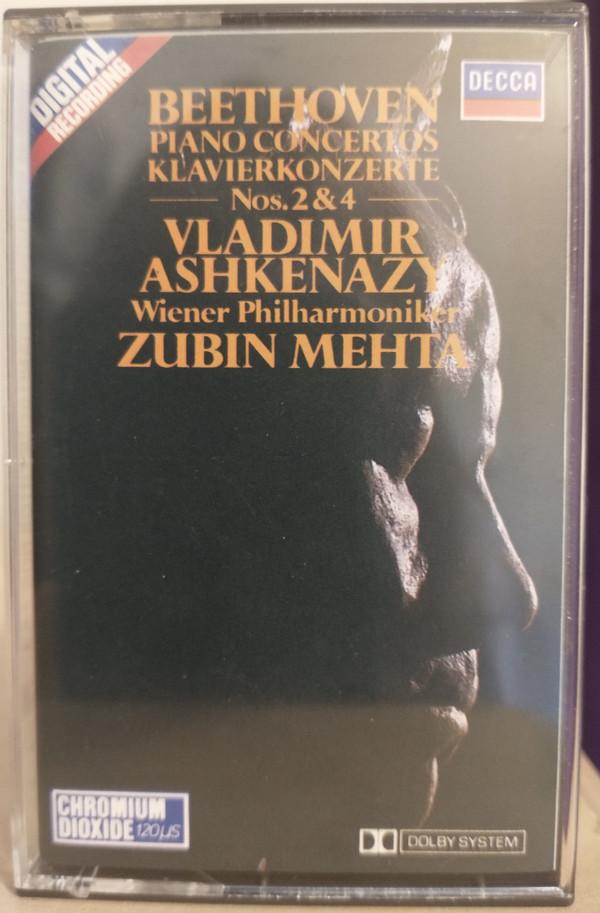 DIGITAL
RECORDING
DECCA
BEETHOVEN
PIANO CONCERTOS
KLAVIERKONZERTE
Nos. 2 & 4
VLADIMIR
ASHKENAZY
Wiener Philharmoniker
ZUBIN MEHTA
CHROMIUM
DIOXIDE 120 µS
DOLBY SYSTEM